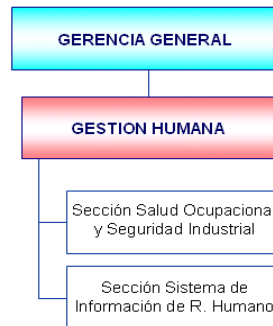 GERENCIA GENERAL
GESTION HUMANA
Sección Salud Ocupaciona
y Seguridad Industrial
Sección Sistema de
Información de R. Humano